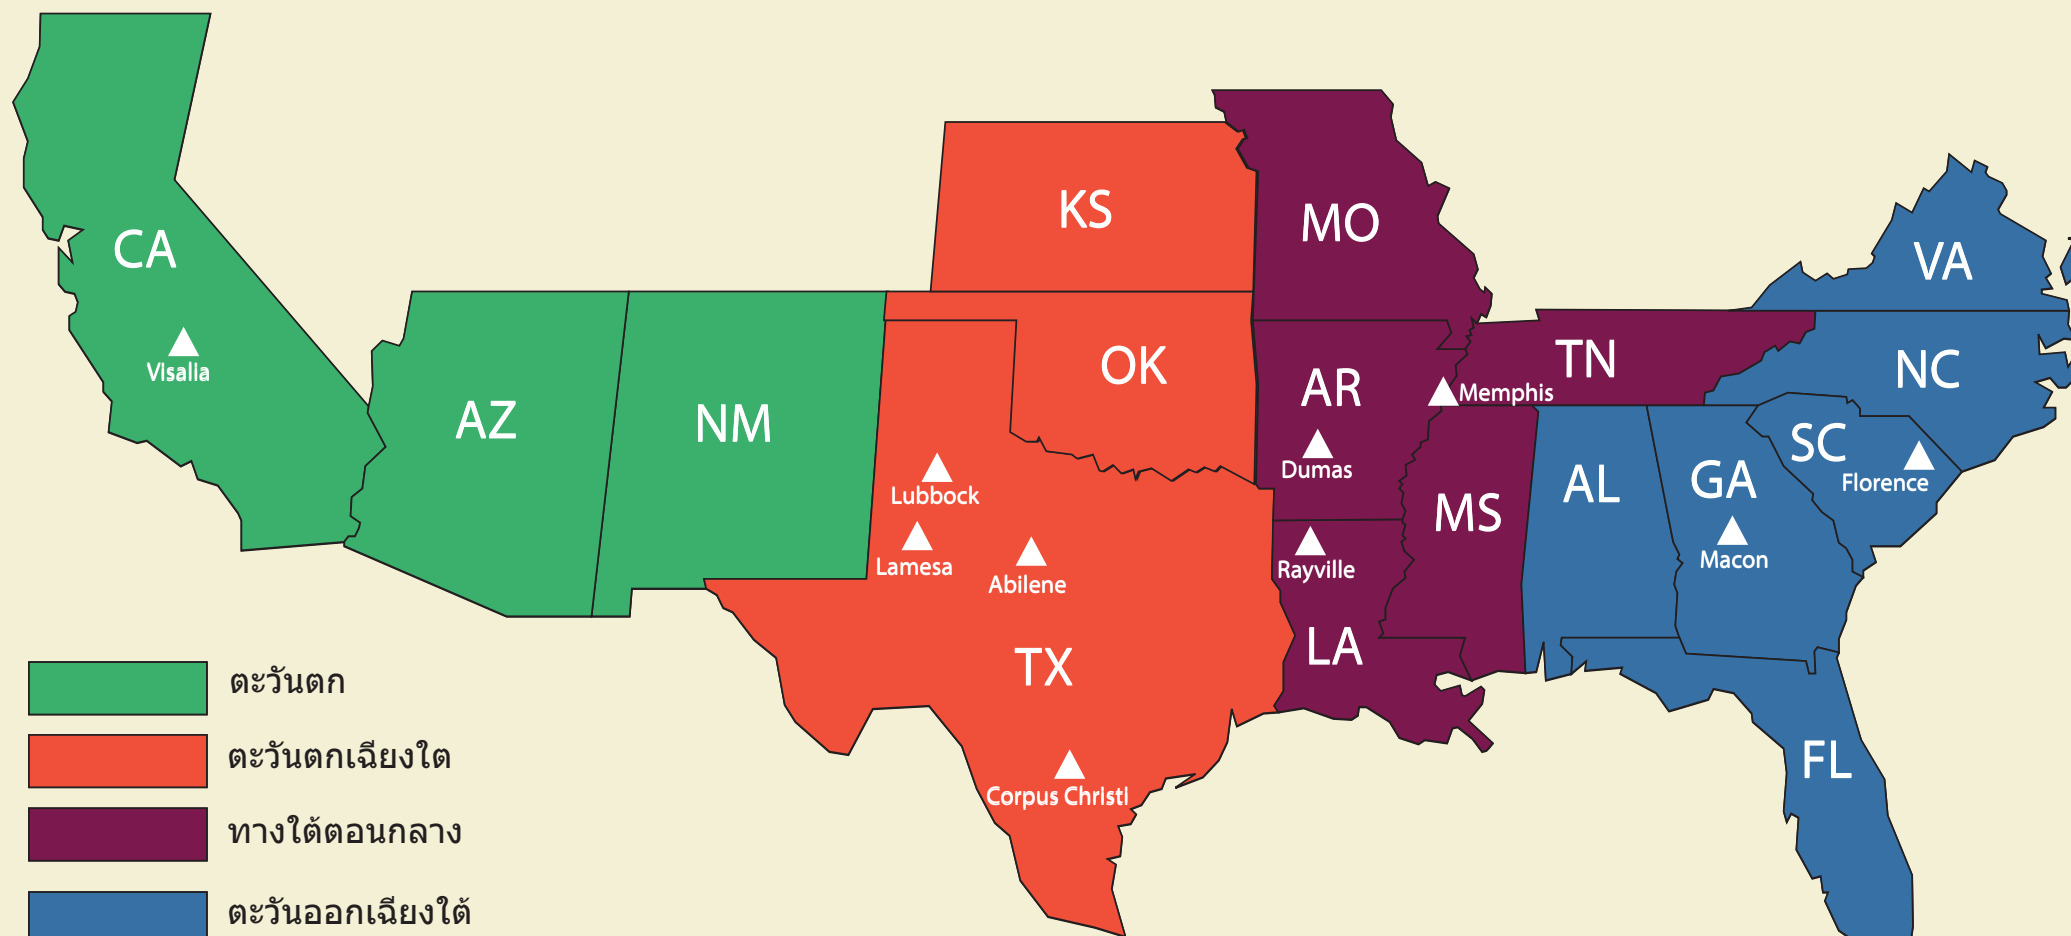 CA
KS
MO
VA
AZ
NM
OK
AR
TN
NC
Visalia
Memphis
SC
Lubbock
Dumas
MS
AL
GA
Florence
Lamesa
Abilene
Rayville
Macon
TX
LA
FL
Corpus Christi
ตะวันตก
ตะวันตกเฉียงใต
ทางใต้ตอนกลาง
ตะวันออกเฉียงใต้